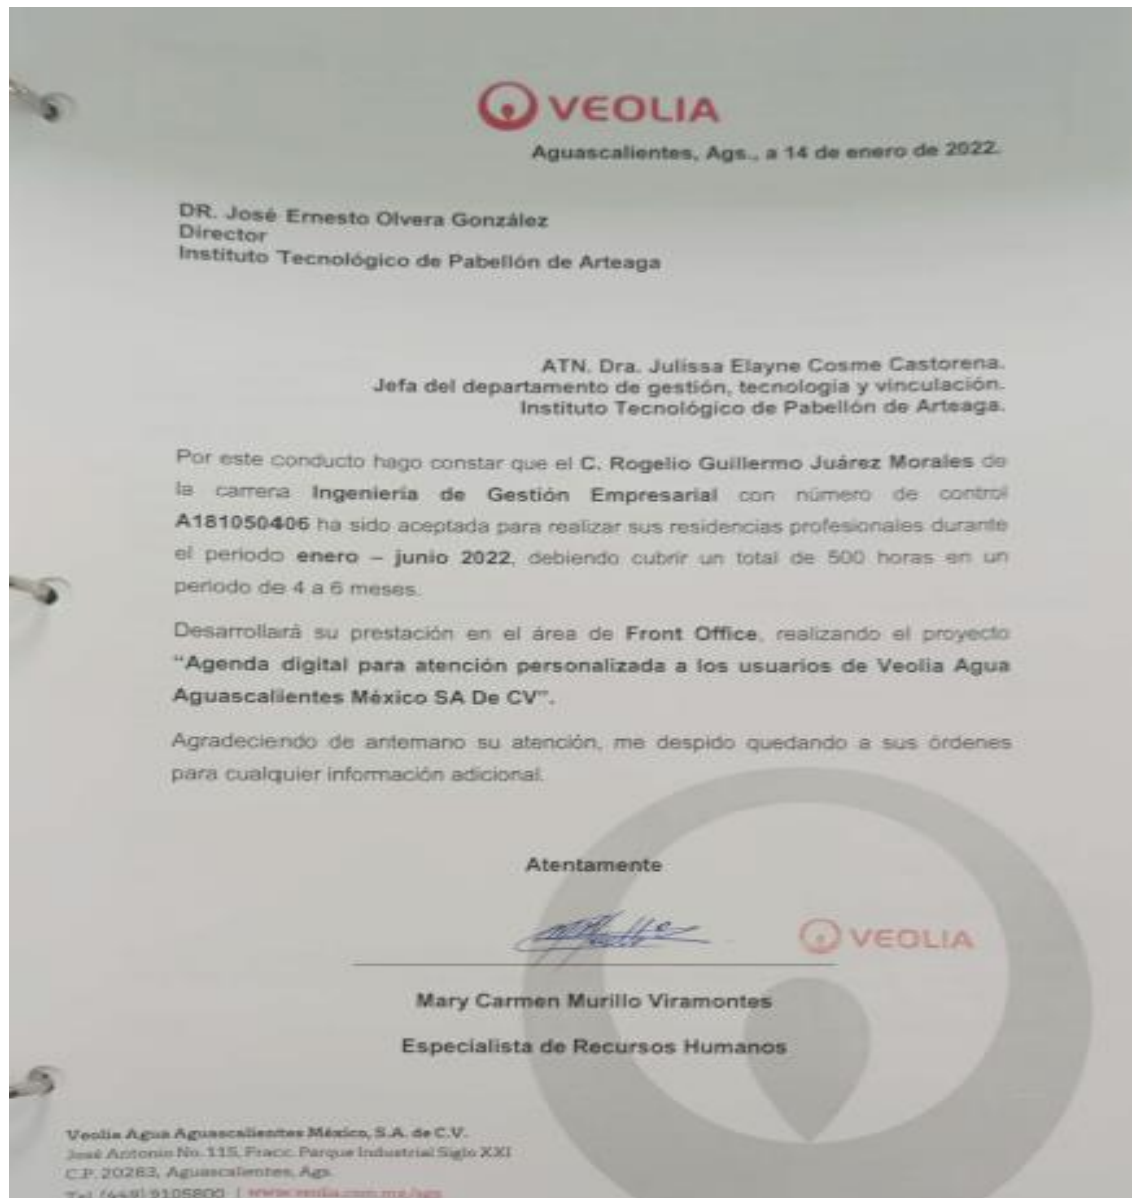 VEOLIA
Aguascalientes, Ags., a 14 de enero de 2022.
DR. José Ernesto Olvera González
Director
Instituto Tecnológico de Pabellón de Arteaga
ATN. Dra. Julissa Elayne Cosme Castorena.
Jefa del departamento de gestión, tecnología y vinculación.
Instituto Tecnológico de Pabellón de Arteaga.
Por este conducto hago constar que el C. Rogelio Guillermo Juárez Morales de
la carrera Ingeniería de Gestión Empresarial con número de control
A181050406 ha sido aceptada para realizar sus residencias profesionales durante
el periodo enero – junio 2022, debiendo cubrir un total de 500 horas en un
periodo de 4 a 6 meses.
Desarrollará su prestación en el área de Front Office, realizando el proyecto
“Agenda digital para atención personalizada a los usuarios de Veolia Agua
Aguascalientes México SA De CV”.
Agradeciendo de antemano su atención, me despido quedando a sus órdenes
para cualquier información adicional.
Atentamente
VEOLIA
Mary Carmen Murillo Viramontes
Especialista de Recursos Humanos
Veolia Agua Aguascalientes México, S.A. de C.V.
José Antonio No. 115, Fracc. Parque Industrial Siglo XXI
C.P. 20283, Aguascalientes, Ags.
Tel. (449) 9105800 | www.veolia.com.mx/ags